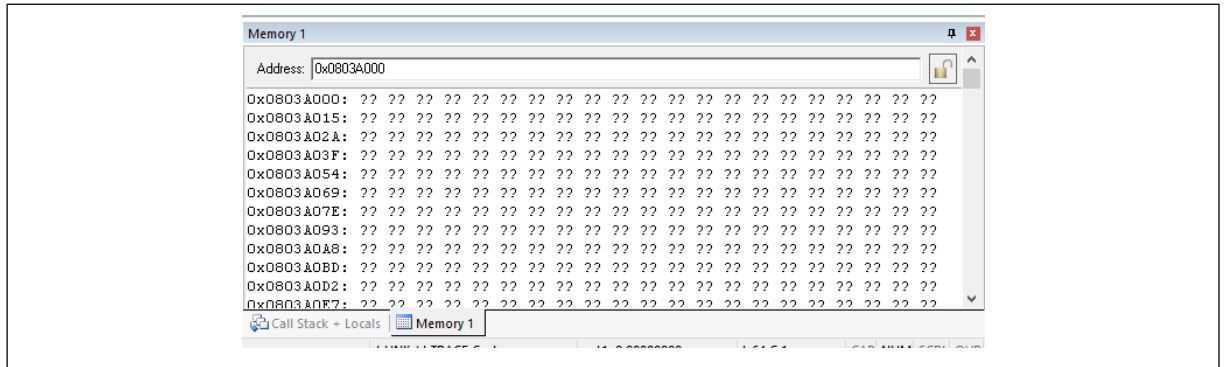 Memory 1
Address: 0x0803A000
0x0803A000: ?? ?? ?? ?? ?? ?? ?? ?? ?? ?? ?? ?? ?? ?? ?? ?? ?? ?? ?? ?? ??
0x0803A015: ?? ?? ?? ?? ?? ?? ?? ?? ?? ?? ?? ?? ?? ?? ?? ?? ?? ?? ?? ?? ??
0x0803A02A: ?? ?? ?? ?? ?? ?? ?? ?? ?? ?? ?? ?? ?? ?? ?? ?? ?? ?? ?? ?? ??
0x0803A03F: ?? ?? ?? ?? ?? ?? ?? ?? ?? ?? ?? ?? ?? ?? ?? ?? ?? ?? ?? ?? ??
0x0803A054: ?? ?? ?? ?? ?? ?? ?? ?? ?? ?? ?? ?? ?? ?? ?? ?? ?? ?? ?? ?? ??
0x0803A069: ?? ?? ?? ?? ?? ?? ?? ?? ?? ?? ?? ?? ?? ?? ?? ?? ?? ?? ?? ?? ??
0x0803A07E: ?? ?? ?? ?? ?? ?? ?? ?? ?? ?? ?? ?? ?? ?? ?? ?? ?? ?? ?? ?? ??
0x0803A093: ?? ?? ?? ?? ?? ?? ?? ?? ?? ?? ?? ?? ?? ?? ?? ?? ?? ?? ?? ?? ??
0x0803A0A8: ?? ?? ?? ?? ?? ?? ?? ?? ?? ?? ?? ?? ?? ?? ?? ?? ?? ?? ?? ?? ??
0x0803A0BD: ?? ?? ?? ?? ?? ?? ?? ?? ?? ?? ?? ?? ?? ?? ?? ?? ?? ?? ?? ?? ??
0x0803A0D2: ?? ?? ?? ?? ?? ?? ?? ?? ?? ?? ?? ?? ?? ?? ?? ?? ?? ?? ?? ?? ??
0x0803A0E7: ?? ?? ?? ?? ?? ?? ?? ?? ?? ?? ?? ?? ?? ?? ?? ?? ?? ?? ?? ?? ??
Call Stack + Locals Memory 1